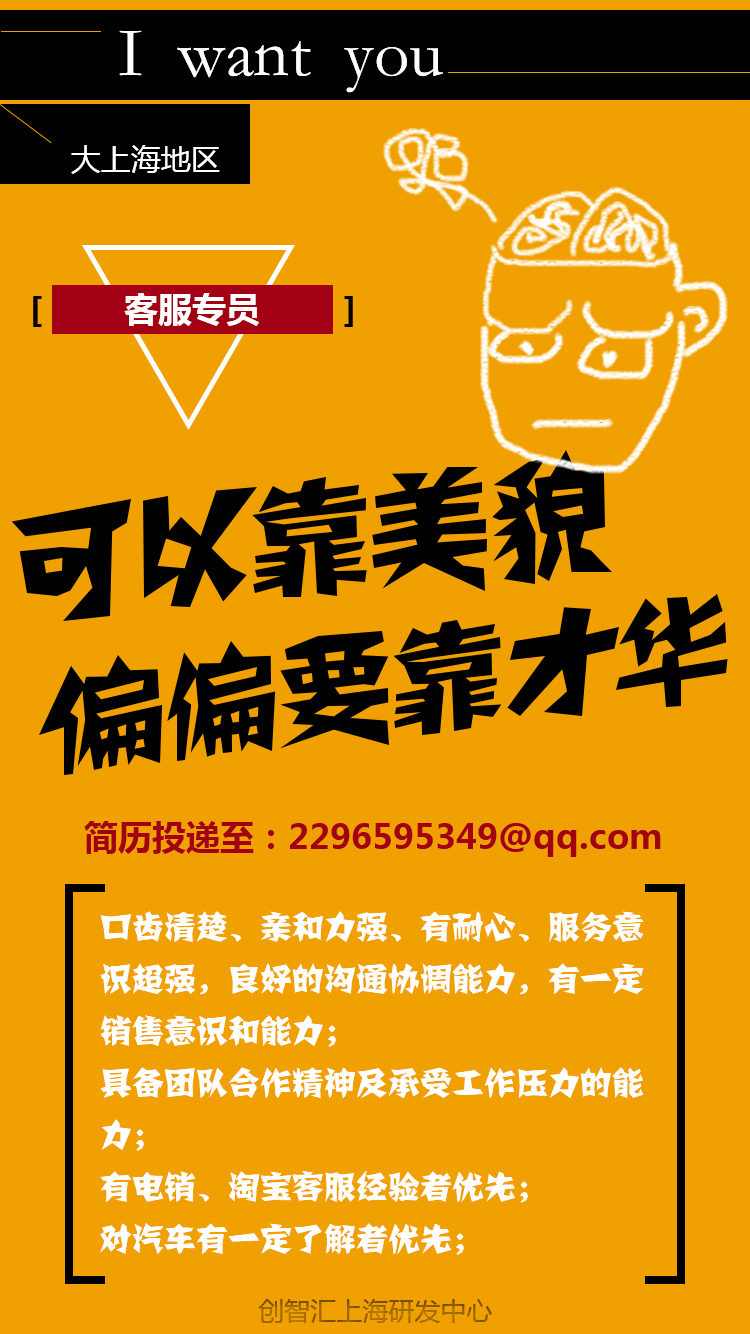 I want you
大上海地区
[ 客服专员 ]
可以靠美貌
偏偏要靠才华
简历投递至：2296595349@qq.com
口齿清楚、亲和力强、有耐心、服务意
识超强，良好的沟通协调能力，有一定
销售意识和能力；
具备团队合作精神及承受工作压力的能
力；
有电销、淘宝客服经验者优先；
对汽车有一定了解者优先；
创智汇上海研发中心